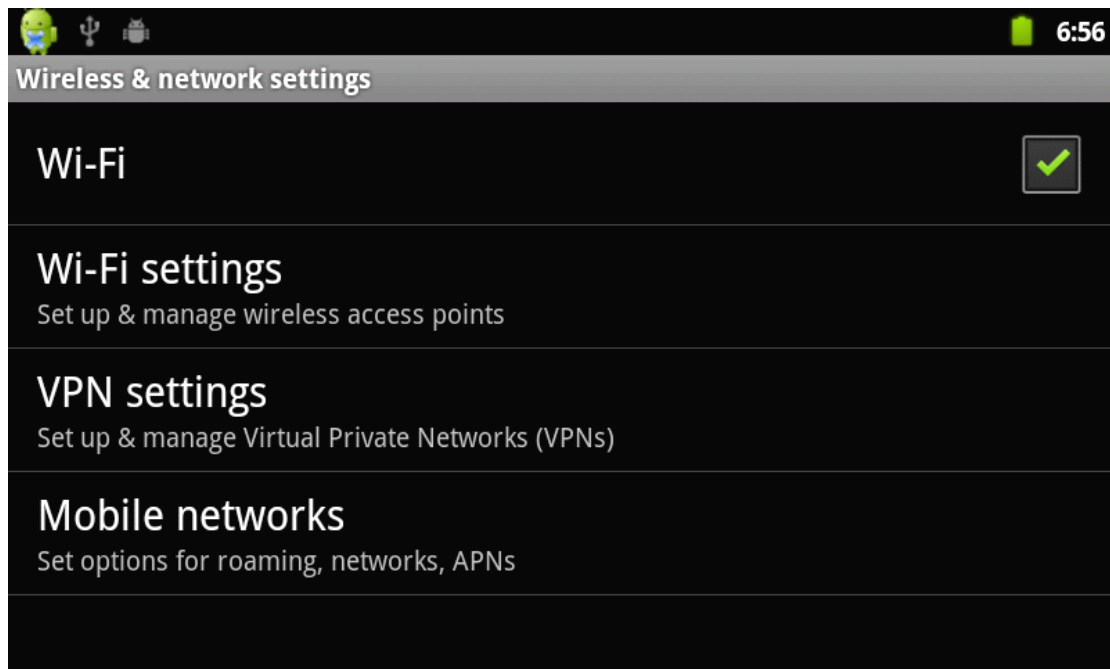 6:56
Wireless & network settings
Wi-Fi
Wi-Fi settings
Set up & manage wireless access points
VPN settings
Set up & manage Virtual Private Networks (VPNs)
Mobile networks
Set options for roaming, networks, APNs